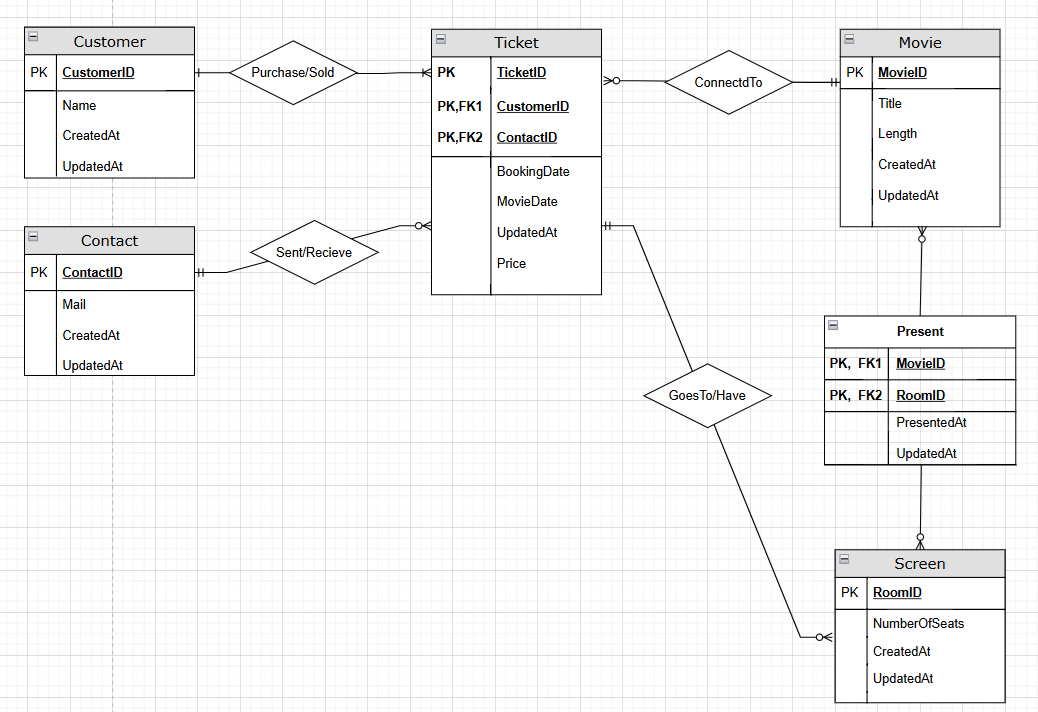 Customer
PK CustomerID
Name
CreatedAt
UpdatedAt
Purchase/Sold
Ticket
PK TicketID
PK,FK1 CustomerID
PK,FK2 ContactID
BookingDate
MovieDate
UpdatedAt
Price
ConnectdTo
Movie
PK MovieID
Title
Length
CreatedAt
UpdatedAt
Contact
PK ContactID
Mail
CreatedAt
UpdatedAt
Sent/Recieve
GoesTo/Have
Present
PK, FK1 MovieID
PK, FK2 RoomID
PresentedAt
UpdatedAt
Screen
PK RoomID
NumberOfSeats
CreatedAt
UpdatedAt